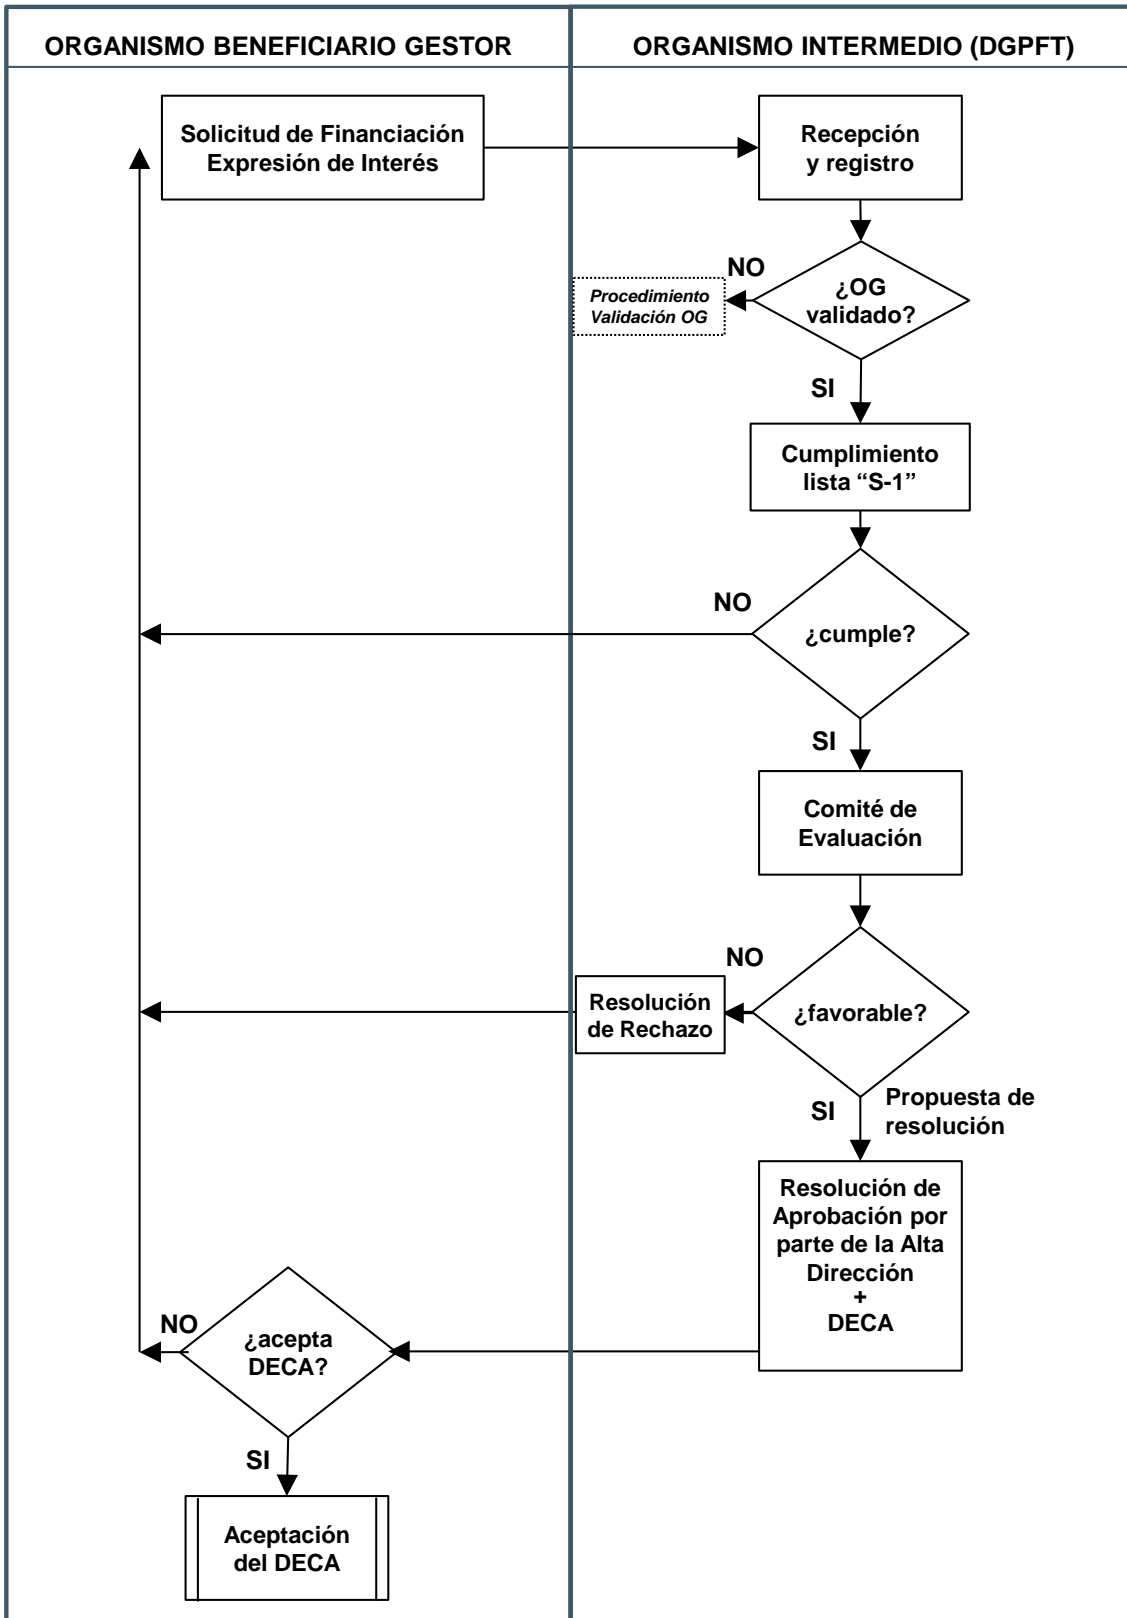 ORGANISMO BENEFICIARIO GESTOR
ORGANISMO INTERMEDIO (DGPFT)
Solicitud de Financiación
Expresión de Interés
Recepción
y registro
NO
¿OG
validado?
Procedimiento
Validación OG
SI
Cumplimiento
lista “S-1”
NO
¿cumple?
SI
Comité de
Evaluación
NO
¿favorable?
Resolución
de Rechazo
SI
Propuesta de
resolución
Resolución de
Aprobación por
parte de la Alta
Dirección
+
DECA
NO
¿acepta
DECA?
SI
Aceptación
del DECA